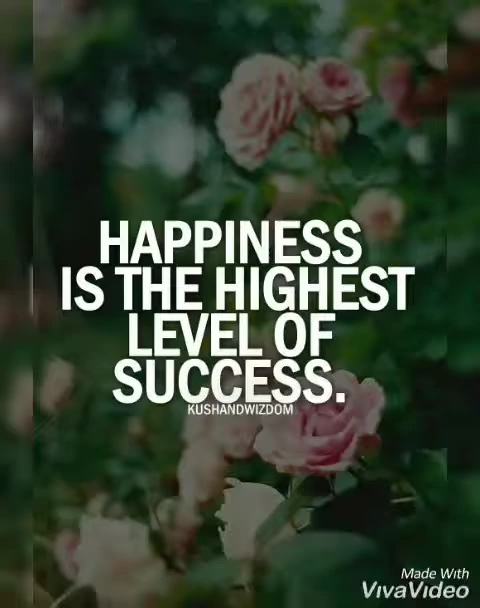 HAPPINESS
IS THE HIGHEST
LEVEL OF
SUCCESS.
KUSHANDWIZDOM
Made With
VivaVideo